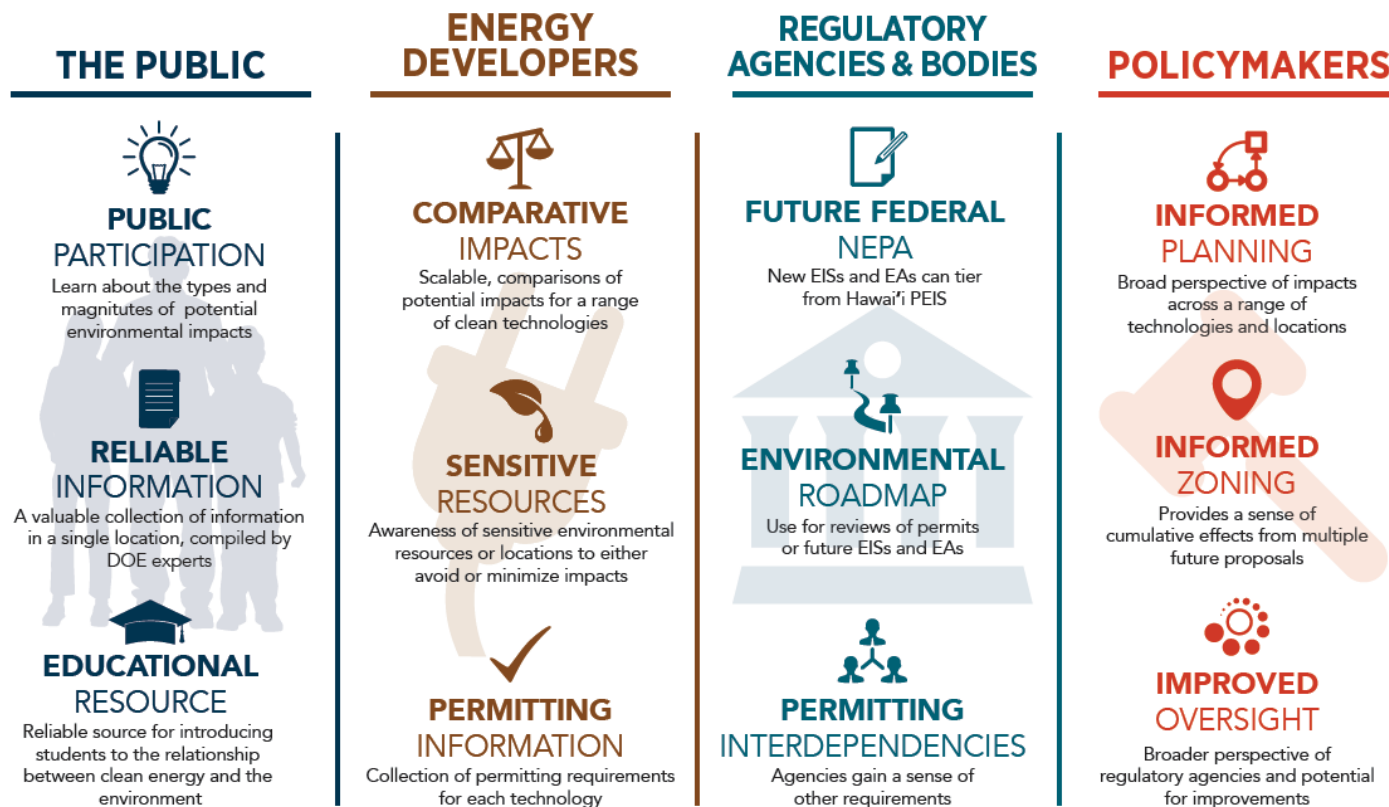 THE PUBLIC
PUBLIC
PARTICIPATION
Learn about the types and
magnitutes of potential
environmental impacts
RELIABLE
INFORMATION
A valuable collection of information
in a single location, compiled by
DOE experts
EDUCATIONAL
RESOURCE
Reliable source for introducing
students to the relationship
between clean energy and the
environment
ENERGY
DEVELOPERS
COMPARATIVE
IMPACTS
Scalable, comparisons of
potential impacts for a range
of clean technologies
SENSITIVE
RESOURCES
Awareness of sensitive environmental
resources or locations to either
avoid or minimize impacts
PERMITTING
INFORMATION
Collection of permitting requirements
for each technology
REGULATORY
AGENCIES & BODIES
FUTURE FEDERAL
NEPA
New EISs and EAs can tier
from Hawai'i PEIS
ENVIRONMENTAL
ROADMAP
Use for reviews of permits
or future EISs and EAs
PERMITTING
INTERDEPENDENCIES
Agencies gain a sense of
other requirements
POLICYMAKERS
INFORMED
PLANNING
Broad perspective of impacts
across a range of
technologies and locations
INFORMED
ZONING
Provides a sense of
cumulative effects from multiple
future proposals
IMPROVED
OVERSIGHT
Broader perspective of
regulatory agencies and potential
for improvements